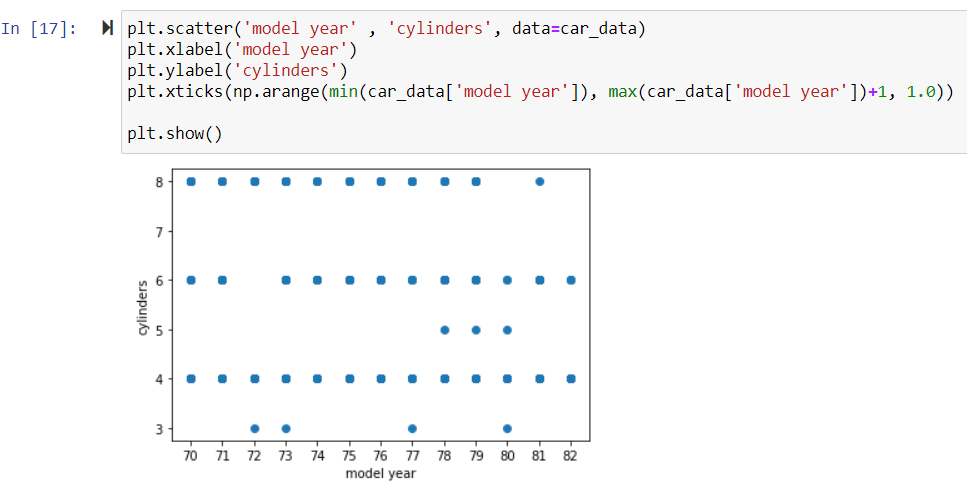 In [17]:
plt.scatter('model year' , 'cylinders', data=car_data)
plt.xlabel('model year')
plt.ylabel('cylinders')
plt.xticks(np.arange(min(car_data['model year']), max(car_data['model year'])+1, 1.0))
plt.show()
8
7
6
5
4
3
cylinders
70 71 72 73 74 75 76 77 78 79 80 81 82
model year